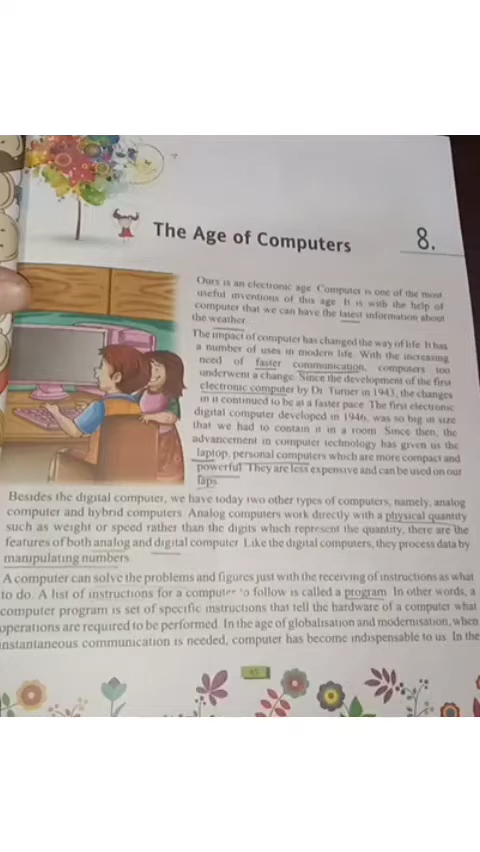 The Age of Computers
8.
Ours is an electronic age. Computer is one of the most
useful inventions of this age. It is with the help of
computer that we can have the latest information about
the weather.
The impact of computer has changed the way of life. It has
a number of uses in modern life. With the increasing
need of faster communication, computers too
underwent a change. Since the development of the first
electronic computer by Dr. Turner in 1943, the changes
in it continued to be at a faster pace. The first electronic
digital computer developed in 1946, was so big in size
that we had to contain it in a room. Since then, the
advancement in computer technology has given us the
laptop, personal computers which are more compact and
powerful. They are less expensive and can be used on our
laps.
Besides the digital computer, we have today two other types of computers, namely, analog
computer and hybrid computers. Analog computers work directly with a physical quantity
such as weight or speed rather than the digits which represent the quantity, there are the
features of both analog and digital computer. Like the digital computers, they process data by
manipulating numbers.
A computer can solve the problems and figures just with the receiving of instructions as what
to do. A list of instructions for a computer to follow is called a program. In other words, a
computer program is set of specific instructions that tell the hardware of a computer what
operations are required to be performed. In the age of globalisation and modernisation, when
instantaneous communication is needed, computer has become indispensable to us. In the